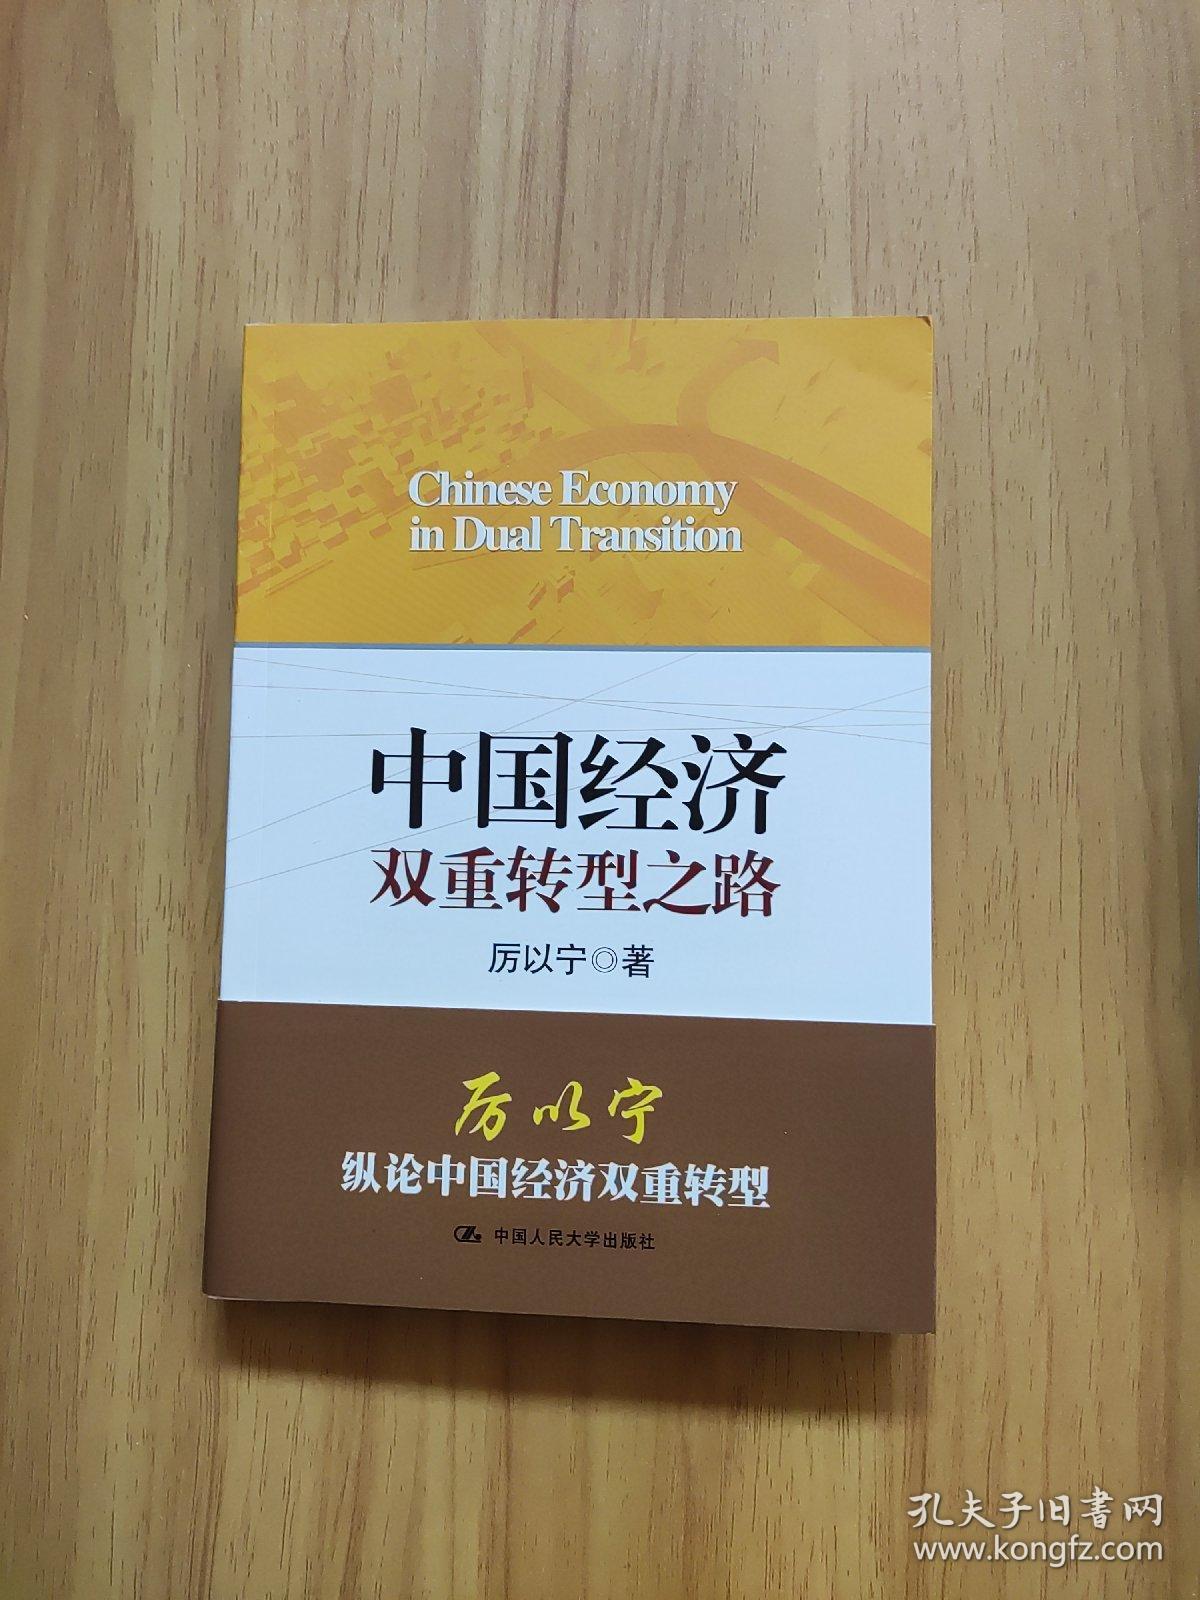 Chinese Economy
in Dual Transition
中国经济
双重转型之路
厉以宁◎著
厉以宁
纵论中国经济双重转型
中国人民大学出版社
孔夫子旧书网
www.kongfz.com